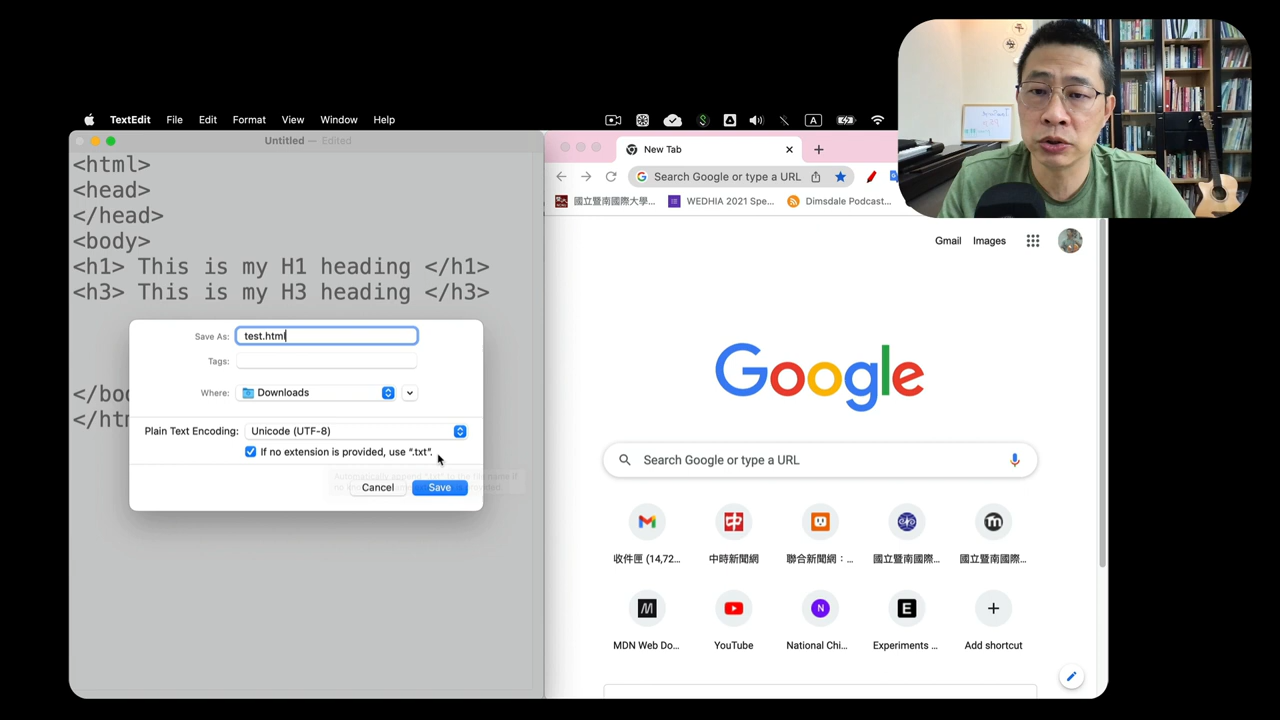 TextEdit File Edit Format View Window Help
Untitled — Edited
<html>
<head>
</head>
<body>
<h1> This is my H1 heading </h1>
<h3> This is my H3 heading </h3>
Save As: test.html
Tags:
Where: Downloads
Plain Text Encoding: Unicode (UTF-8)
If no extension is provided, use “.txt”.
Cancel Save
</bod
</htm
A
New Tab
Search Google or type a URL
國立暨南國際大學... WEDHIA 2021 Spe... Dimsdale Podcast...
Gmail Images
Google
Search Google or type a URL
收件匣 (14,72... 中時新聞網 聯合新聞網：... 國立暨南國際... 國立暨南國際...
MDN Web Do... YouTube National Chi... Experiments ... Add shortcut